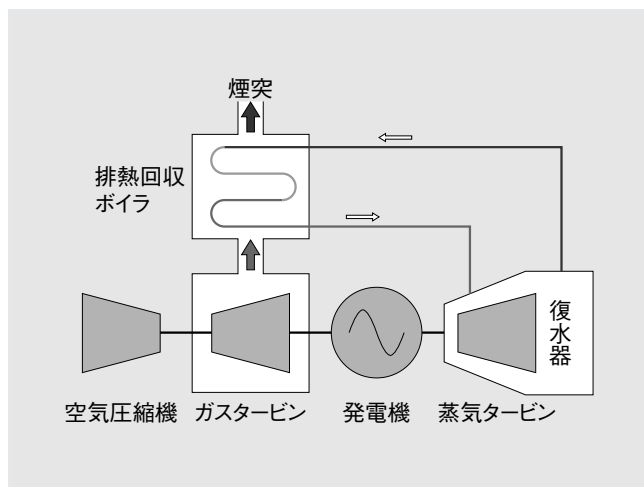 煙突
排熱回収
ボイラ
復水器
空気圧縮機
ガスタービン
発電機
蒸気タービン